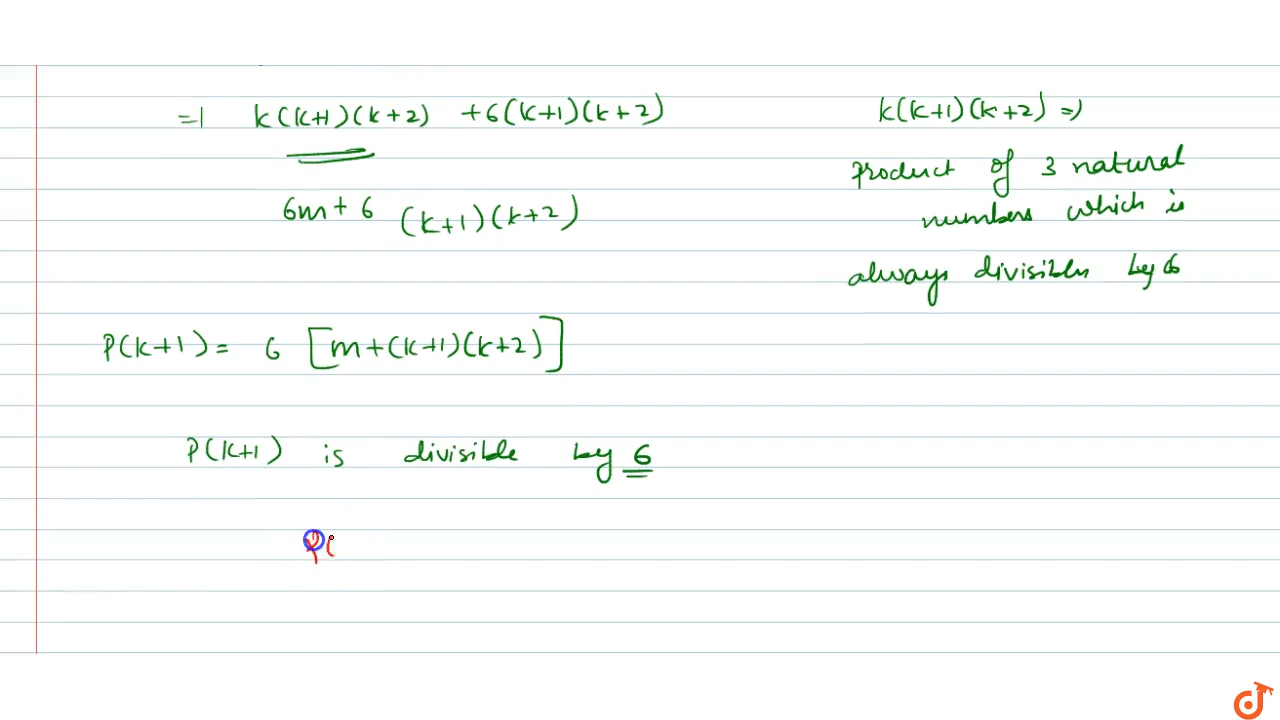 =) k(k+1)(k+2) +6(k+1)(k+2)
6m + 6 (k+1)(k+2)
P(k+1) = 6 [m+(k+1)(k+2)]
P(k+1) is divisible by 6
P(
k(k+1)(k+2) =)
product of 3 natural
numbers which is
always divisible by 6